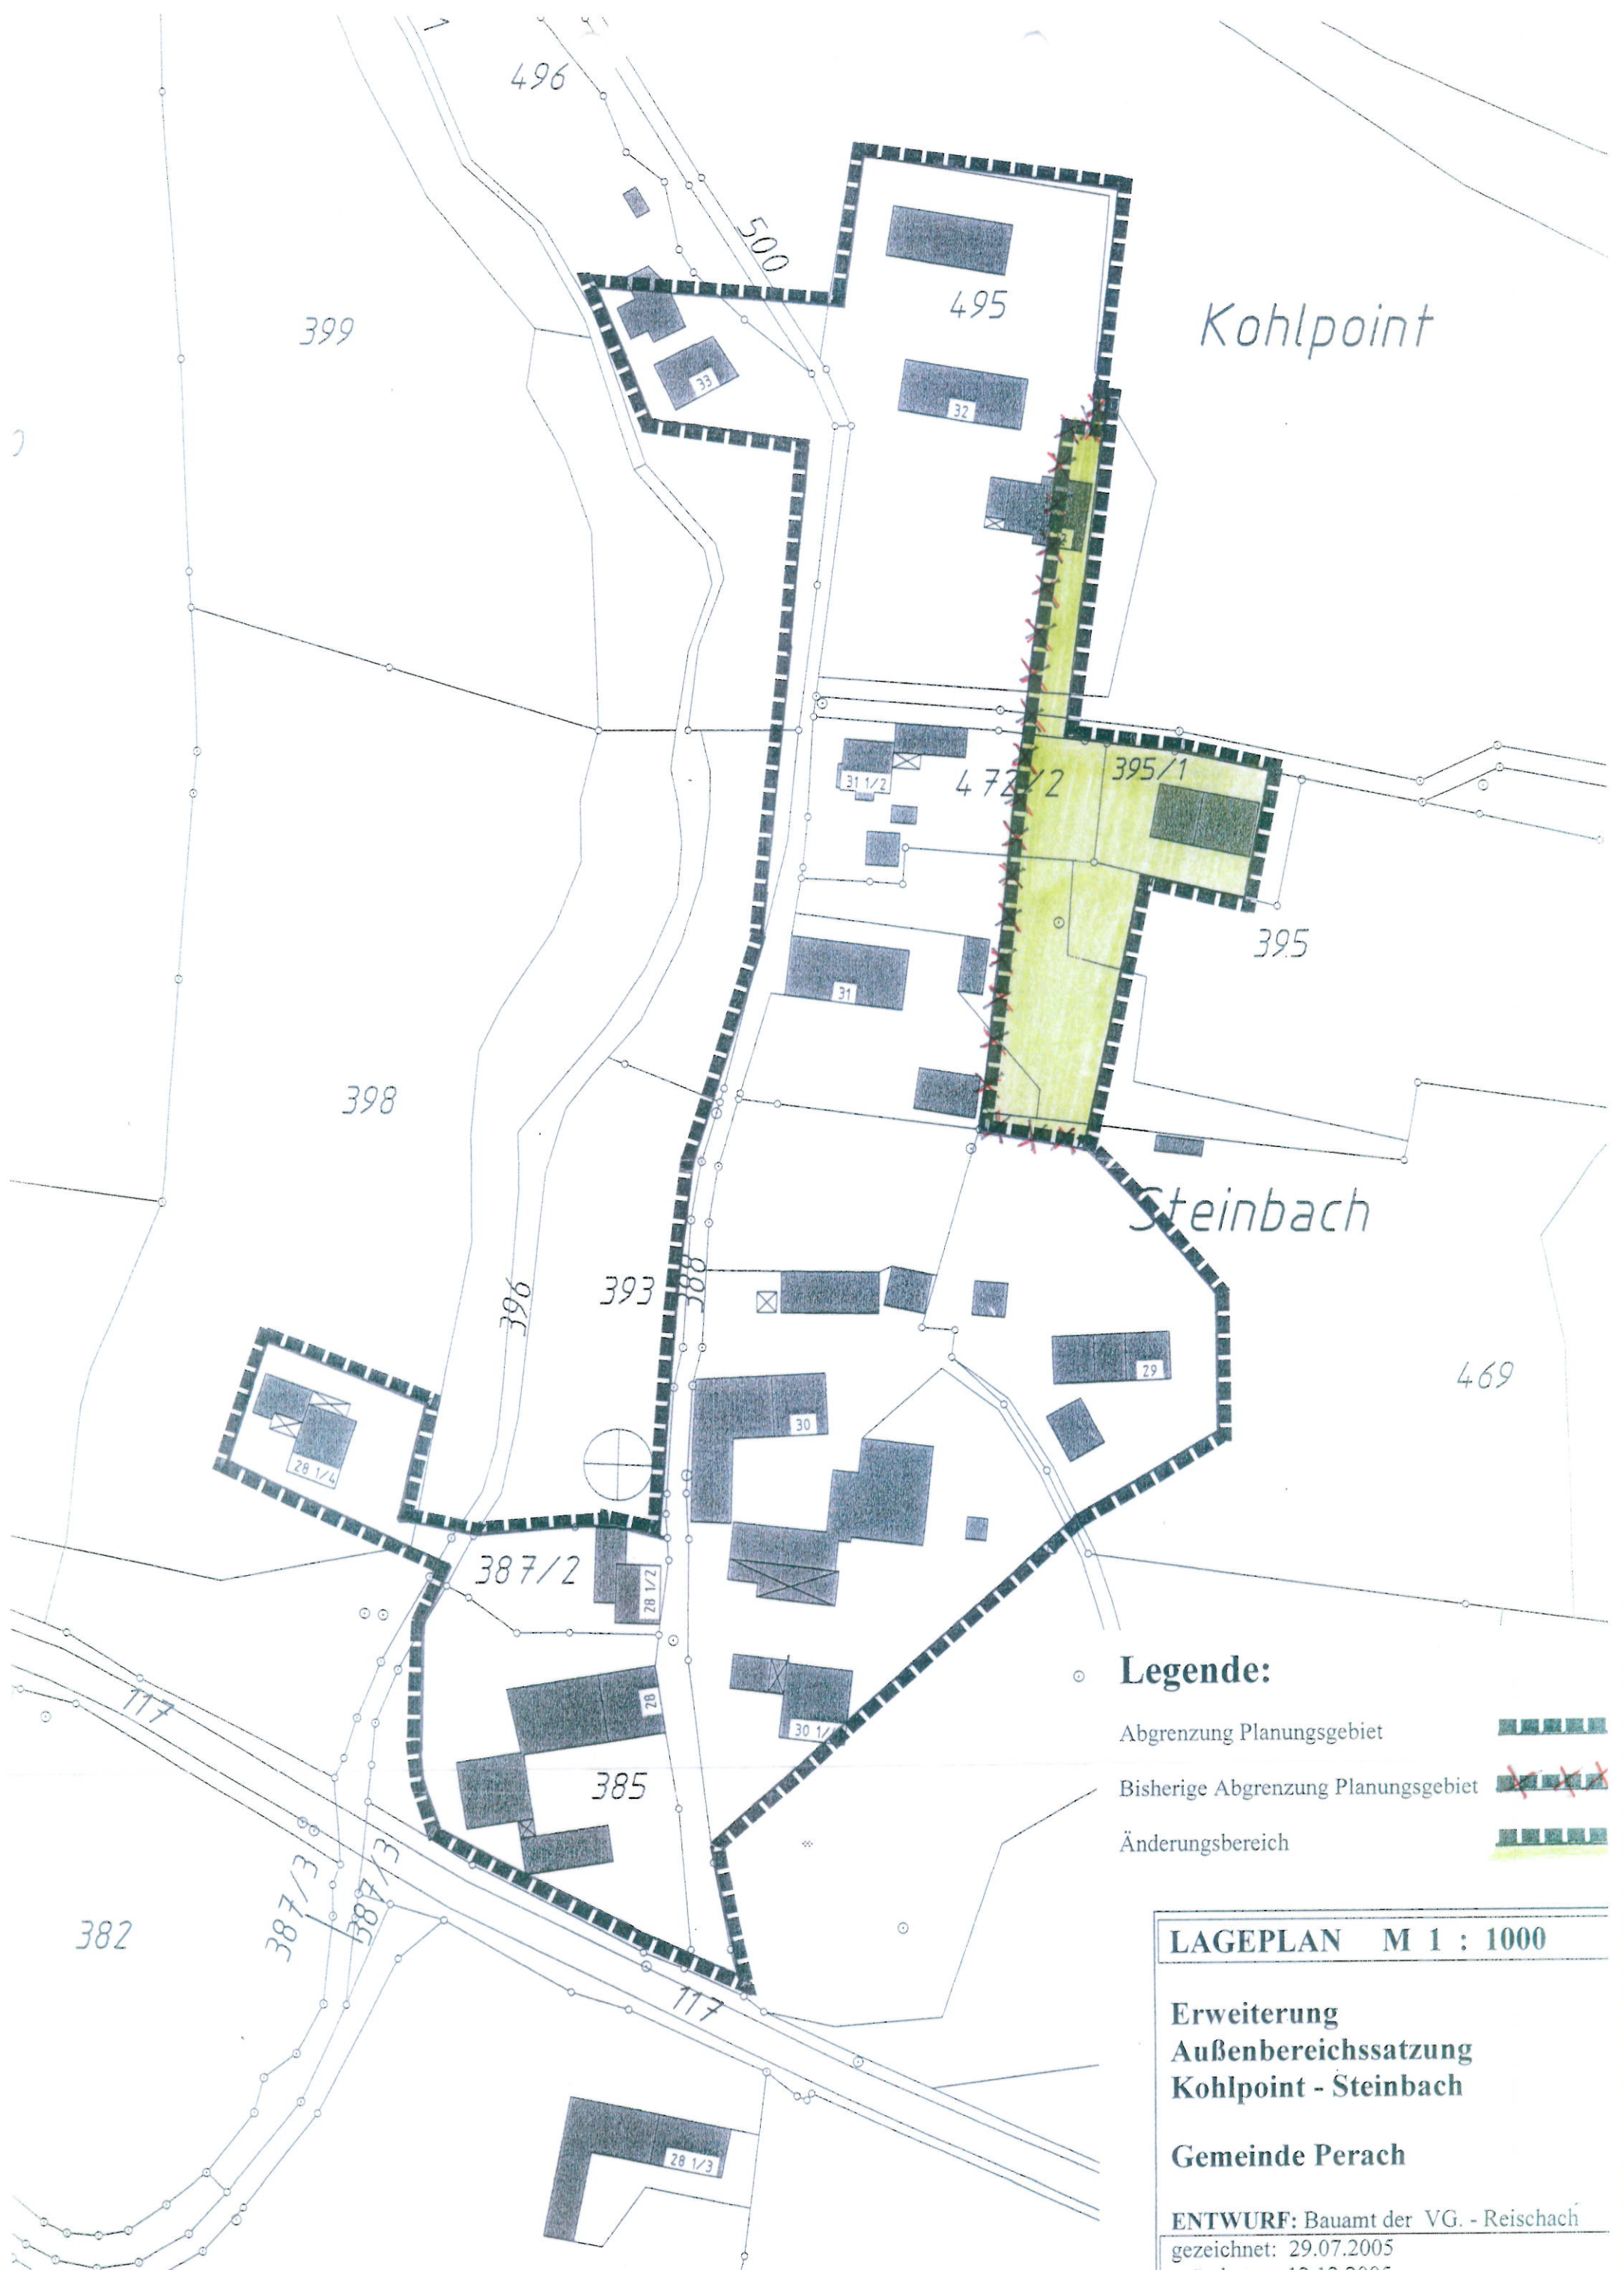 496
500
495
Kohlpoint
399
33
32
31 1/2
472/2
395/1
395
31
398
Steinbach
396
393
388
469
29
30
28 1/4
387/2
28 1/2
28
30 1/
385
117
387/3
387/3
382
117
28 1/3
Legende:
Abgrenzung Planungsgebiet
Bisherige Abgrenzung Planungsgebiet
Änderungsbereich
LAGEPLAN M 1 : 1000
Erweiterung
Außenbereichssatzung
Kohlpoint - Steinbach
Gemeinde Perach
ENTWURF: Bauamt der VG. - Reischach
gezeichnet: 29.07.2005